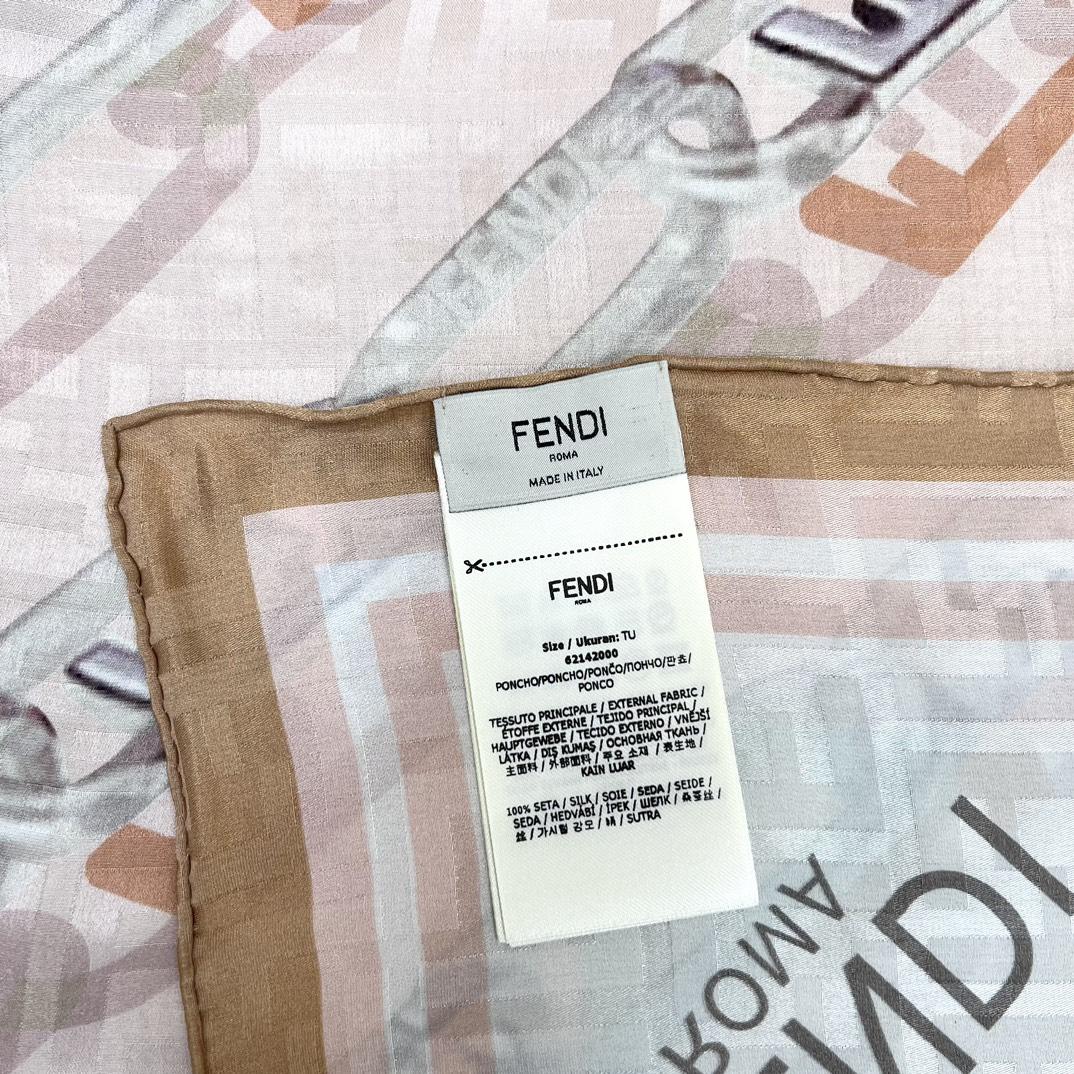 FENDI
FENDI
ROMA
MADE IN ITALY
FENDI
ROMA
Size / Ukuran: TU
62142000
PONCHO/PONCHO/PONČO/ПОНЧО/판쵸/
PONCO
TESSUTO PRINCIPALE / EXTERNAL FABRIC /
ÉTOFFE EXTERNE / TEJIDO PRINCIPAL /
HAUPTGEWEBE / TECIDO EXTERNO / VNĚJŠÍ
LÁTKA / DIŞ KUMAŞ / ОСНОВНАЯ ТКАНЬ /
主面料 / 外部面料 / 주요 소재 / 表生地 /
KAIN LUAR
100% SETA / SILK / SOIE / SEDA / SEIDE /
SEDA / HEDVÁBÍ / İPEK / ШЕЛК / 桑蚕丝 /
丝 / 가시털 강모 / 絹 / SUTRA
ROMA
NDI